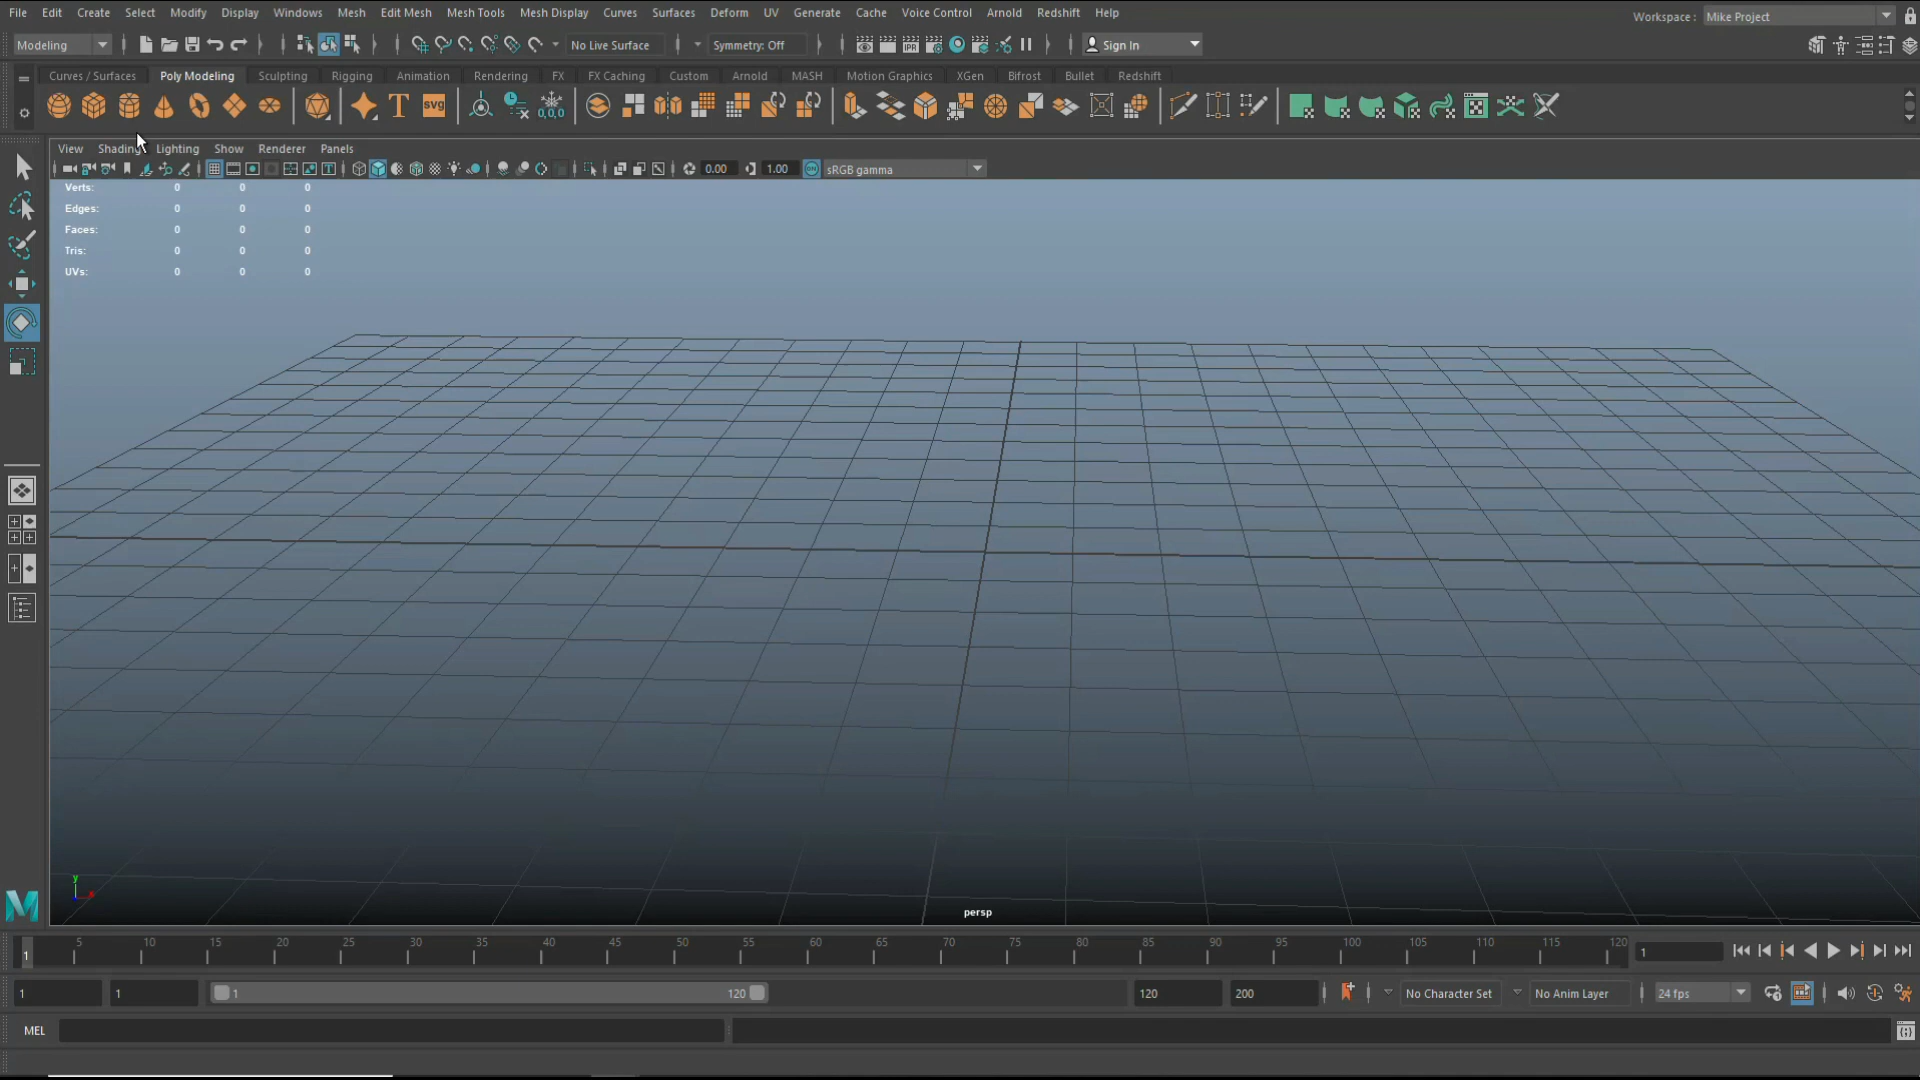 File Edit Create Select Modify Display Windows Mesh Edit Mesh Mesh Tools Mesh Display Curves Surfaces Deform UV Generate Cache Voice Control Arnold Redshift Help Workspace : Mike Project
Modeling No Live Surface Symmetry: Off IPR Sign In
Curves / Surfaces Poly Modeling Sculpting Rigging Animation Rendering FX FX Caching Custom Arnold MASH Motion Graphics XGen Bifrost Bullet Redshift
T svg 0,0,0
View Shading Lighting Show Renderer Panels
0.00 1.00 sRGB gamma
Verts: 0 0 0
Edges: 0 0 0
Faces: 0 0 0
Tris: 0 0 0
UVs: 0 0 0
y
x
persp
1 5 10 15 20 25 30 35 40 45 50 55 60 65 70 75 80 85 90 95 100 105 110 115 120 1
1 1 1 120 120 200 No Character Set No Anim Layer 24 fps
MEL